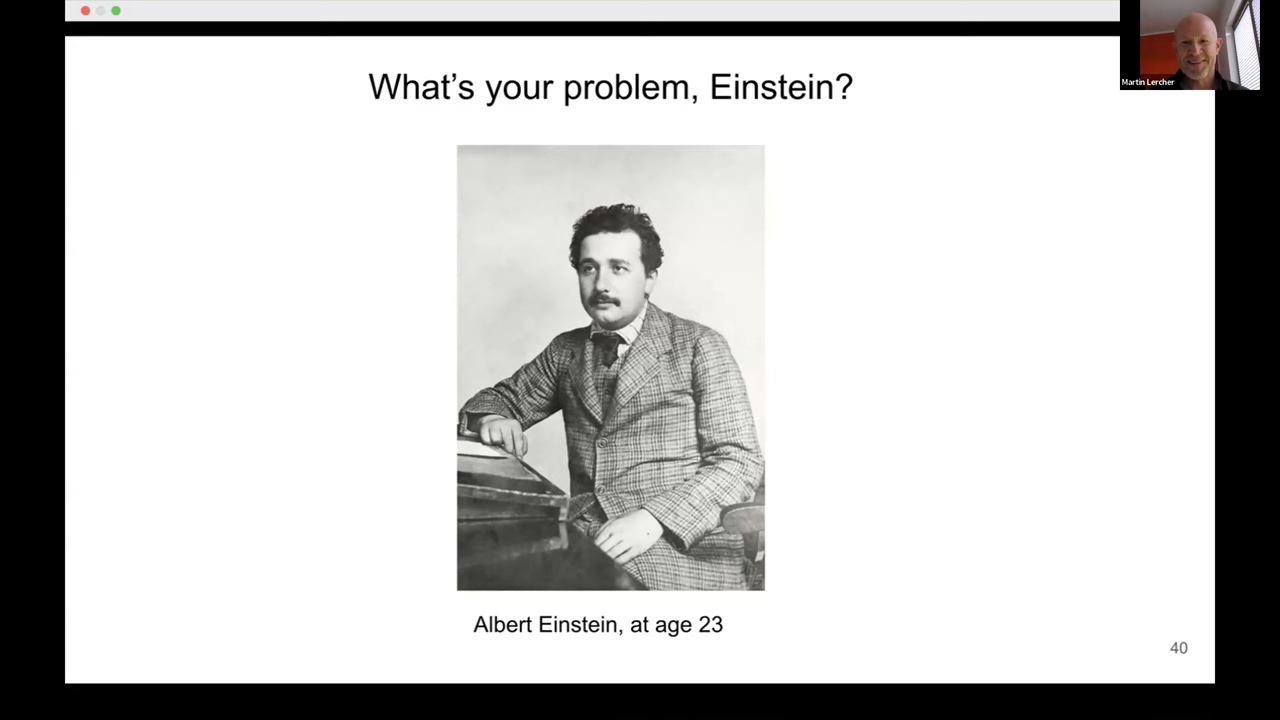 What's your problem, Einstein?
Martin Lercher
Albert Einstein, at age 23
40